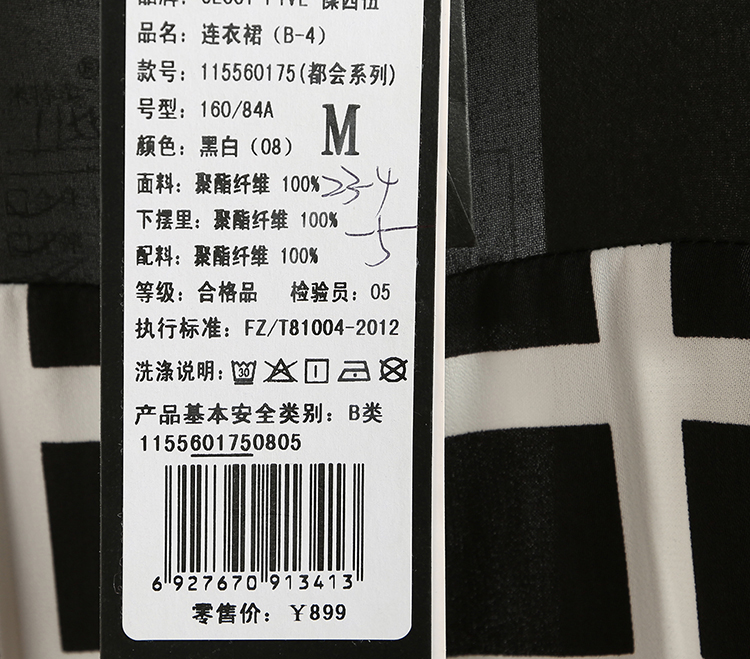 品名：连衣裙（B-4）
款号：115560175(都会系列)
号型：160/84A
M
颜色：黑白（08）
面料：聚酯纤维 100%
23-4
下摆里：聚酯纤维 100%
配料：聚酯纤维 100%
等级：合格品 检验员：05
执行标准：FZ/T81004-2012
洗涤说明：
30
产品基本安全类别：B类
1155601750805
6 927670 913413
零售价：￥899